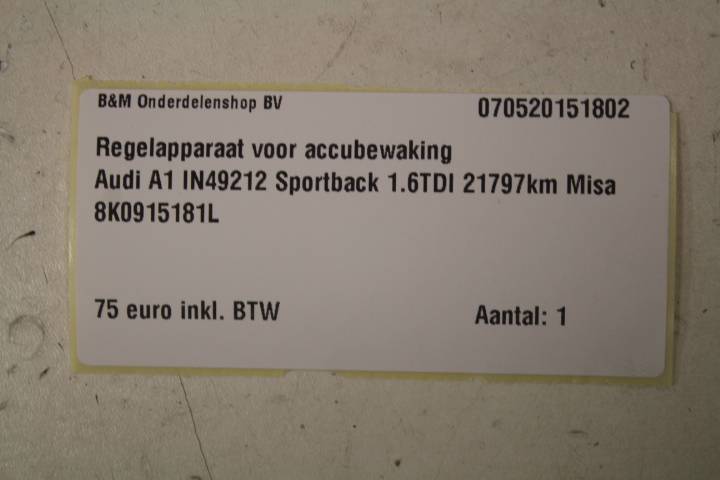 B&M Onderdelenshop BV 070520151802
Regelapparaat voor accubewaking
Audi A1 IN49212 Sportback 1.6TDI 21797km Misa
8K0915181L
75 euro inkl. BTW Aantal: 1